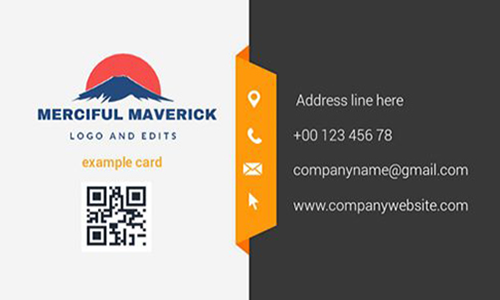 MERCIFUL MAVERICK
LOGO AND EDITS
example card
Address line here
+00 123 456 78
companyname@gmail.com
www.companywebsite.com